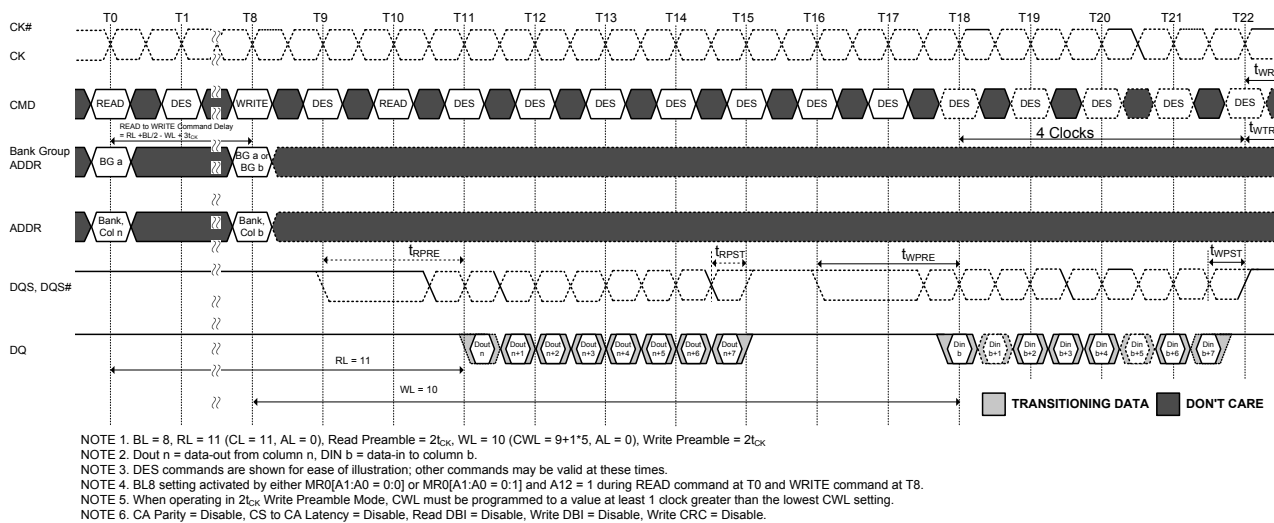 T0 T1 T8 T9 T10 T11 T12 T13 T14 T15 T16 T17 T18 T19 T20 T21 T22
CK#
CK
tWR
CMD READ DES WRITE DES READ DES DES DES DES DES DES DES DES DES DES DES DES
READ to WRITE Command Delay
= RL +BL/2 - WL + 3tCK
4 Clocks
tWTR
Bank Group
ADDR
BG a
BG a or
BG b
ADDR
Bank,
Col n
Bank,
Col b
tRPRE tRPST tWPRE tWPST
DQS, DQS#
DQ
Dout
n
Dout
n+1
Dout
n+2
Dout
n+3
Dout
n+4
Dout
n+5
Dout
n+6
Dout
n+7
Din
b
Din
b+1
Din
b+2
Din
b+3
Din
b+4
Din
b+5
Din
b+6
Din
b+7
RL = 11
WL = 10
TRANSITIONING DATA DON'T CARE
NOTE 1. BL = 8, RL = 11 (CL = 11, AL = 0), Read Preamble = 2tCK, WL = 10 (CWL = 9+1*5, AL = 0), Write Preamble = 2tCK
NOTE 2. Dout n = data-out from column n, DIN b = data-in to column b.
NOTE 3. DES commands are shown for ease of illustration; other commands may be valid at these times.
NOTE 4. BL8 setting activated by either MR0[A1:A0 = 0:0] or MR0[A1:A0 = 0:1] and A12 = 1 during READ command at T0 and WRITE command at T8.
NOTE 5. When operating in 2tCK Write Preamble Mode, CWL must be programmed to a value at least 1 clock greater than the lowest CWL setting.
NOTE 6. CA Parity = Disable, CS to CA Latency = Disable, Read DBI = Disable, Write DBI = Disable, Write CRC = Disable.